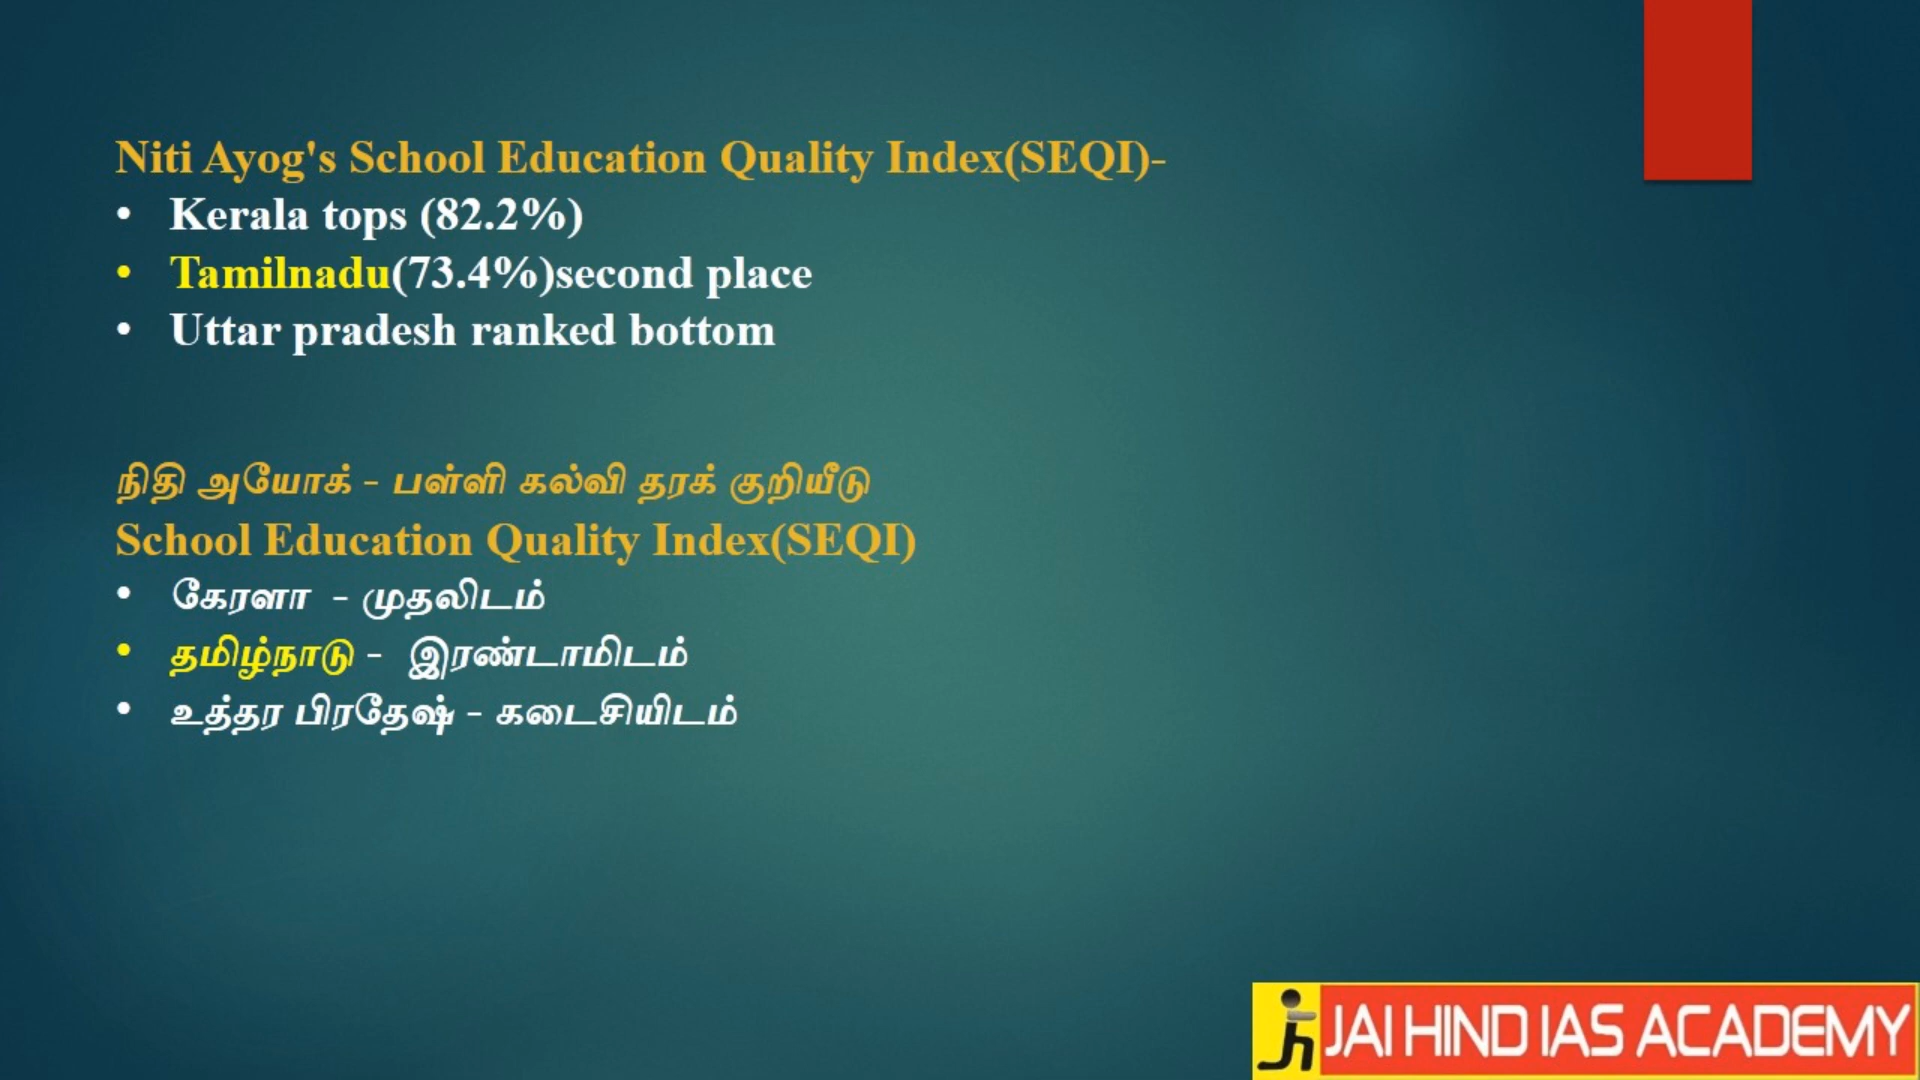 Niti Ayog's School Education Quality Index(SEQI)-
• Kerala tops (82.2%)
• Tamilnadu(73.4%)second place
• Uttar pradesh ranked bottom
நிதி அயோக் - பள்ளி கல்வி தரக் குறியீடு
School Education Quality Index(SEQI)
• கேரளா - முதலிடம்
• தமிழ்நாடு - இரண்டாமிடம்
• உத்தர பிரதேஷ் - கடைசியிடம்
JAI HIND IAS ACADEMY